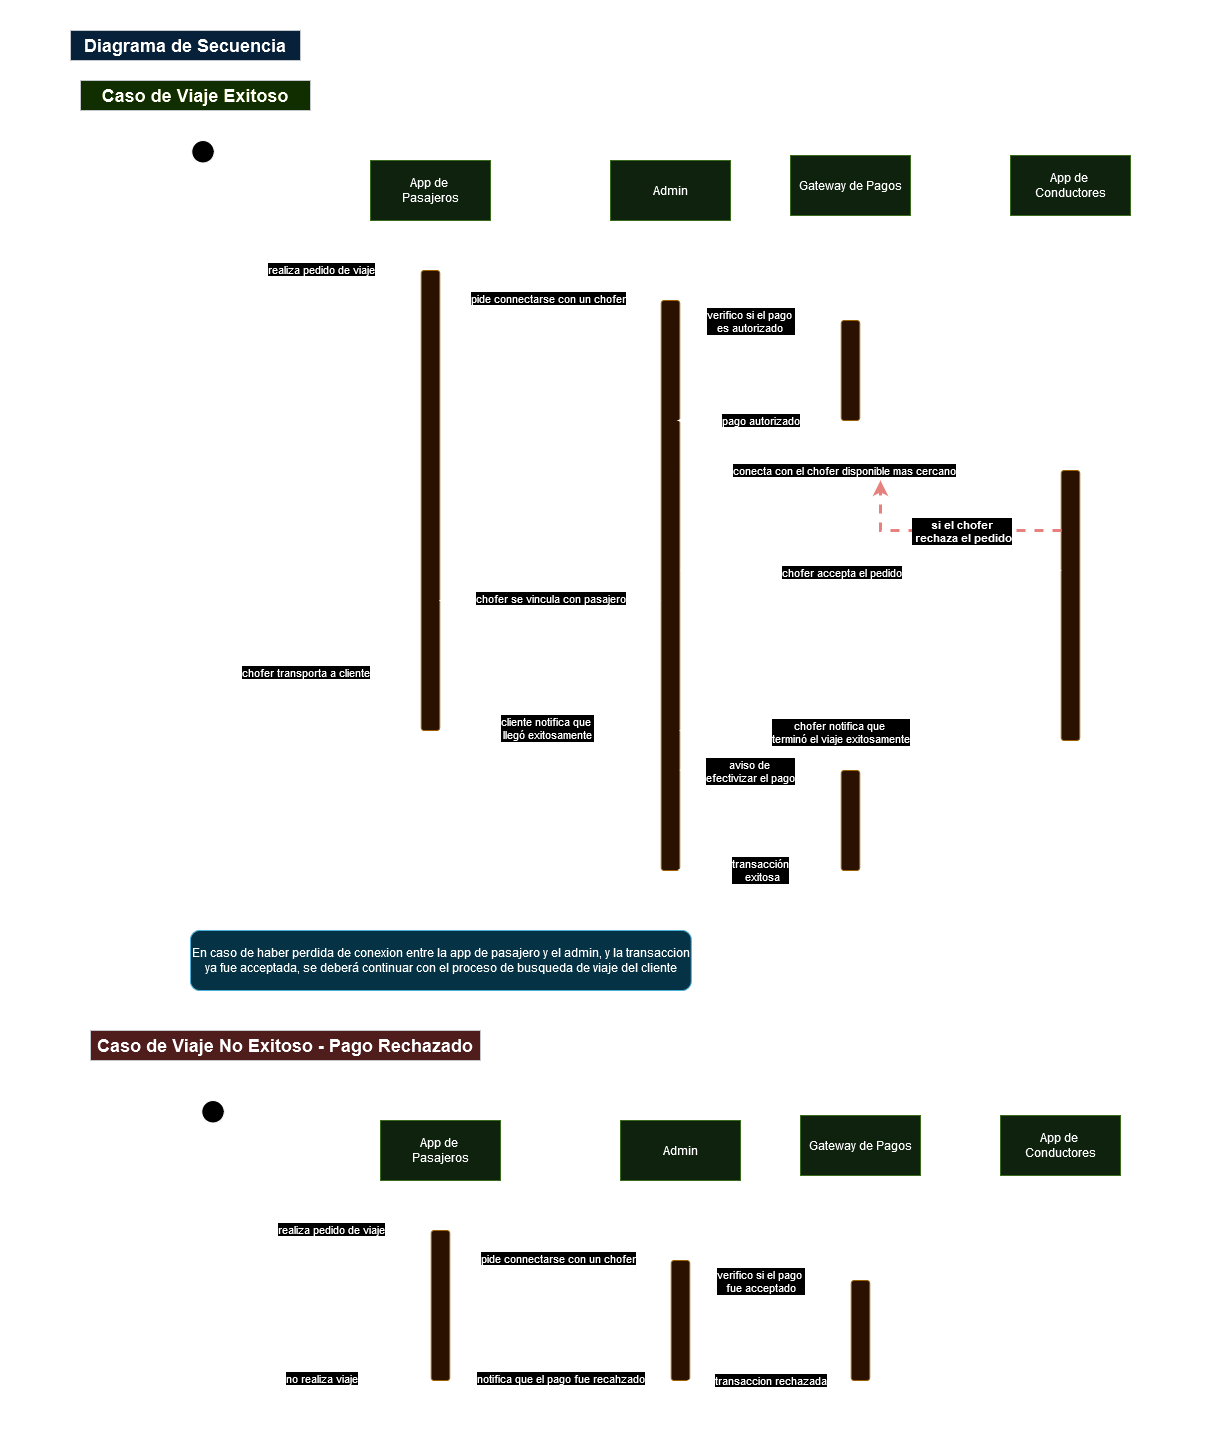 Diagrama de Secuencia
Caso de Viaje Exitoso
App de
Pasajeros
Admin
Gateway de Pagos
App de
Conductores
realiza pedido de viaje
pide connectarse con un chofer
verifico si el pago
es autorizado
pago autorizado
conecta con el chofer disponible mas cercano
si el chofer
rechaza el pedido
chofer accepta el pedido
chofer se vincula con pasajero
chofer transporta a cliente
cliente notifica que
llegó exitosamente
chofer notifica que
terminó el viaje exitosamente
aviso de
efectivizar el pago
transacción
exitosa
En caso de haber perdida de conexion entre la app de pasajero y el admin, y la transaccion
ya fue acceptada, se deberá continuar con el proceso de busqueda de viaje del cliente
Caso de Viaje No Exitoso - Pago Rechazado
App de
Pasajeros
Admin
Gateway de Pagos
App de
Conductores
realiza pedido de viaje
pide connectarse con un chofer
verifico si el pago
fue acceptado
no realiza viaje
notifica que el pago fue recahzado
transaccion rechazada